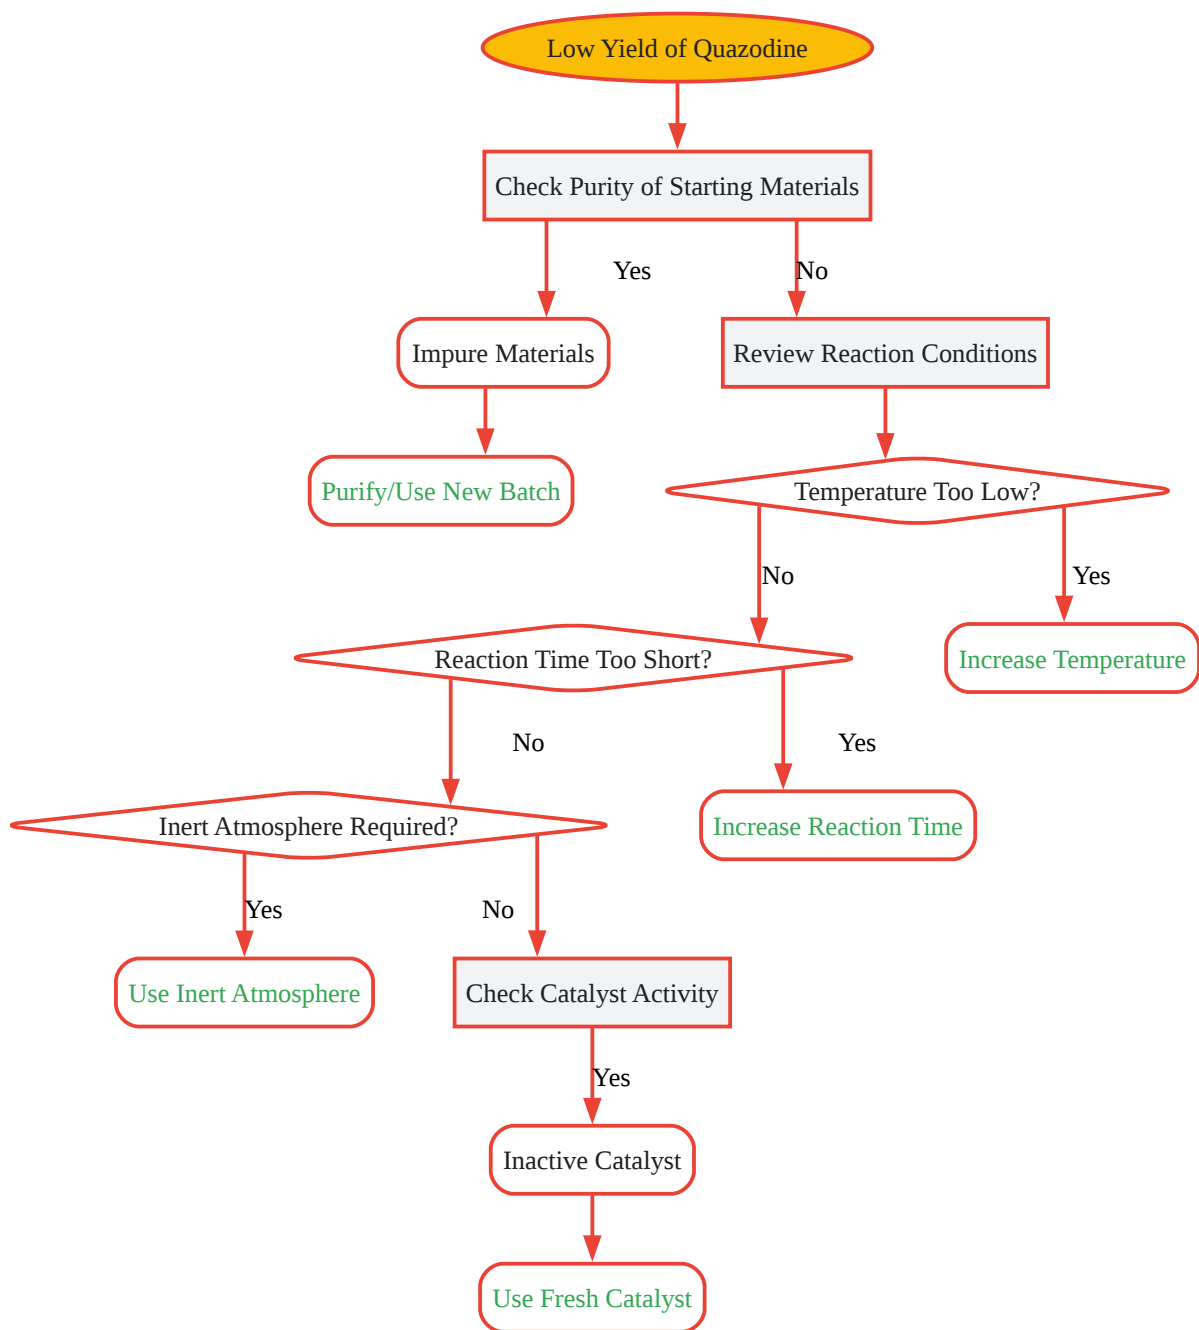 Low Yield of Quazodine
Check Purity of Starting Materials
Yes
No
Impure Materials
Review Reaction Conditions
Purify/Use New Batch
Temperature Too Low?
No
Yes
Reaction Time Too Short?
Increase Temperature
No
Yes
Inert Atmosphere Required?
Increase Reaction Time
Yes
No
Use Inert Atmosphere
Check Catalyst Activity
Yes
Inactive Catalyst
Use Fresh Catalyst